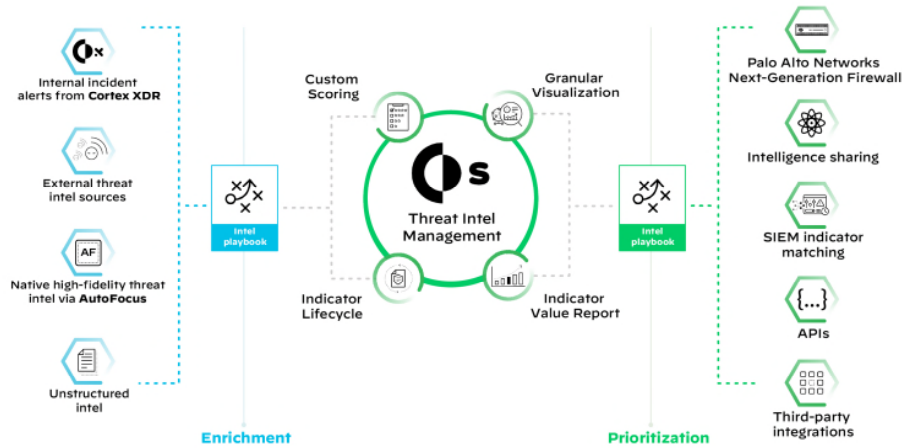 Internal incident
alerts from Cortex XDR
External threat
intel sources
AF
Native high-fidelity threat
intel via AutoFocus
Unstructured
intel
Intel
playbook
Enrichment
Custom
Scoring
Granular
Visualization
S
Threat Intel
Management
Indicator
Lifecycle
Indicator
Value Report
Intel
playbook
Prioritization
Palo Alto Networks
Next-Generation Firewall
Intelligence sharing
SIEM indicator
matching
{...}
APIs
Third-party
integrations